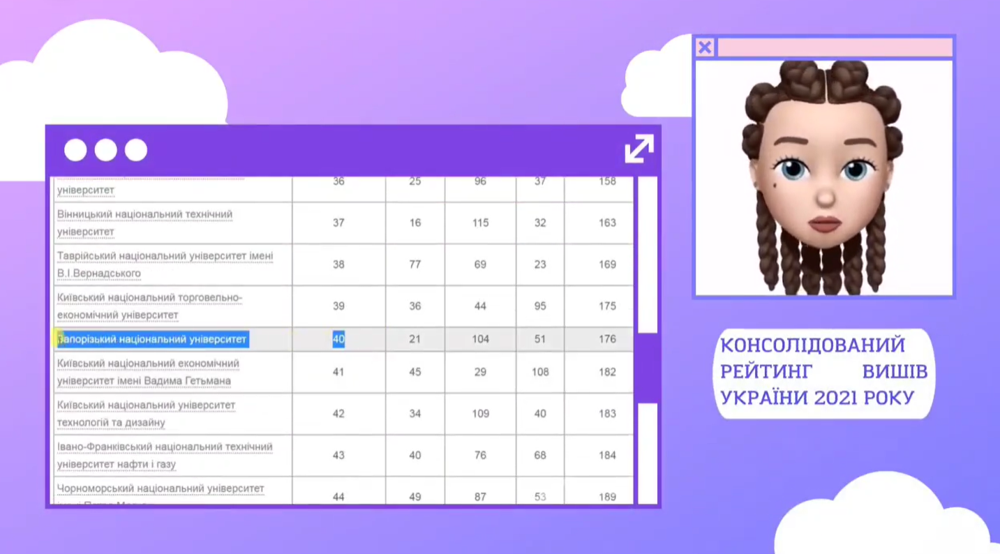 університет 36 25 96 37 158
Вінницький національний технічний
університет 37 16 115 32 163
Таврійський національний університет імені
В.І.Вернадського 38 77 69 23 169
Київський національний торговельно-
економічний університет 39 36 44 95 175
Запорізький національний університет 40 21 104 51 176
Київський національний економічний
університет імені Вадима Гетьмана 41 45 29 108 182
Київський національний університет
технологій та дизайну 42 34 109 40 183
Івано-Франківський національний технічний
університет нафти і газу 43 40 76 68 184
Чорноморський національний університет
44 49 87 53 189
КОНСОЛІДОВАНИЙ
РЕЙТИНГ ВИШІВ
УКРАЇНИ 2021 РОКУ